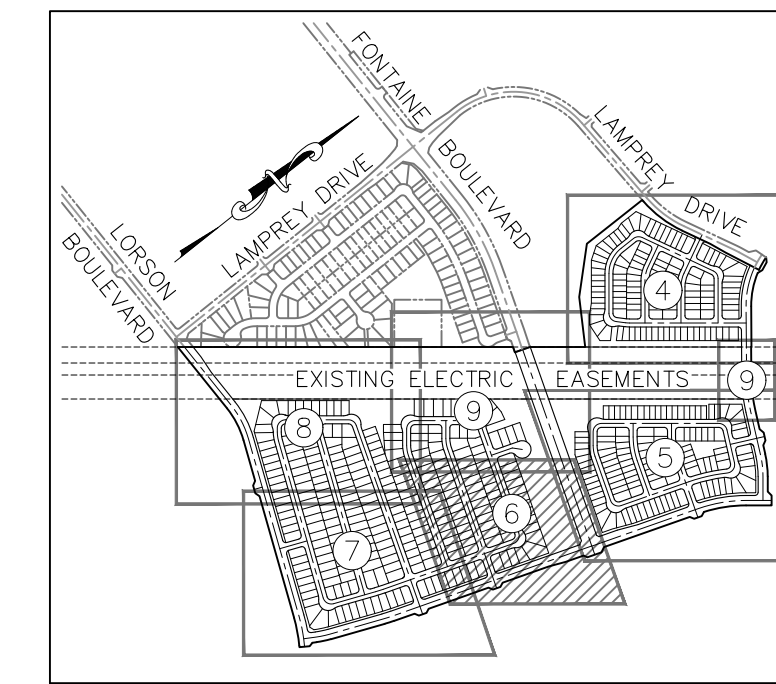 FONTAINE
BOULEVARD
LAMPREY DRIVE
LAMPREY DRIVE
LORSON
BOULEVARD
4
EXISTING ELECTRIC EASEMENTS
9
8
9
5
6
7